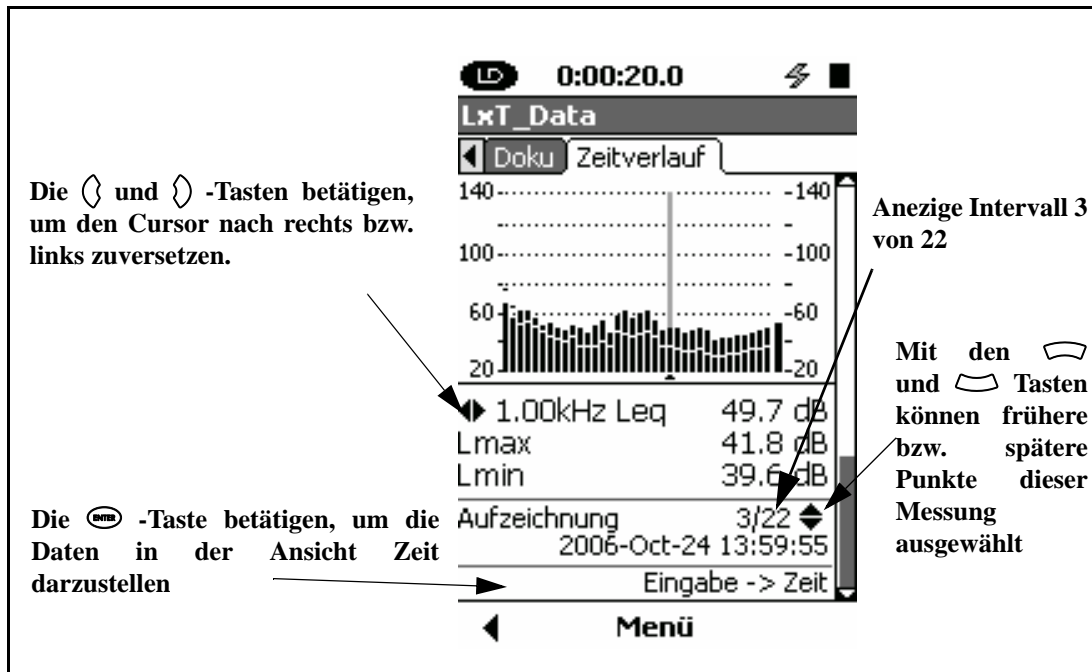 LD 0:00:20.0
LxT_Data
Doku Zeitverlauf
140 -140
100 -100
60 -60
20 -20
1.00kHz Leq 49.7 dB
Lmax 41.8 dB
Lmin 39.6 dB
Aufzeichnung 3/22
2006-Oct-24 13:59:55
Eingabe -> Zeit
Menü
Die und -Tasten betätigen,
um den Cursor nach rechts bzw.
links zuversetzen.
Die ENTER -Taste betätigen, um die
Daten in der Ansicht Zeit
darzustellen
Anezige Intervall 3
von 22
Mit den
und Tasten
können frühere
bzw. spätere
Punkte dieser
Messung
ausgewählt